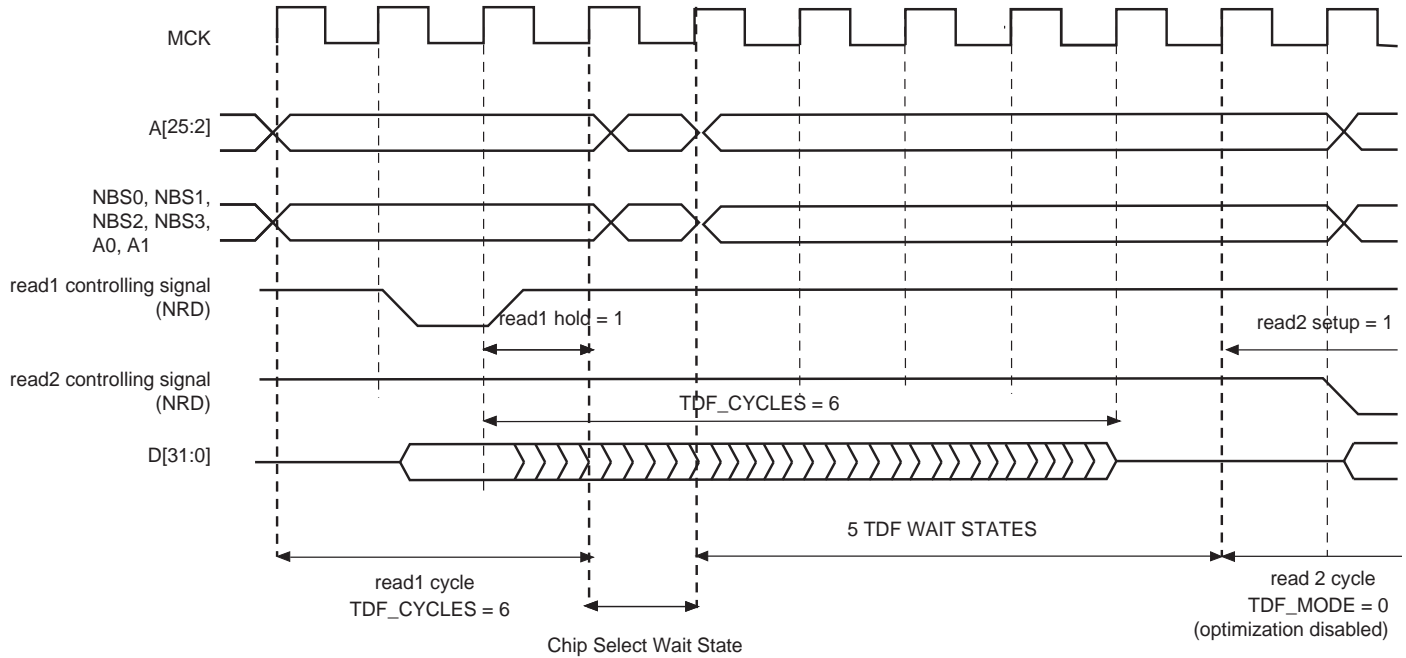 MCK
A[25:2]
NBS0, NBS1,
NBS2, NBS3,
A0, A1
read1 controlling signal
(NRD)
read1 hold = 1
read2 setup = 1
read2 controlling signal
(NRD)
TDF_CYCLES = 6
D[31:0]
5 TDF WAIT STATES
read1 cycle
TDF_CYCLES = 6
read 2 cycle
TDF_MODE = 0
(optimization disabled)
Chip Select Wait State